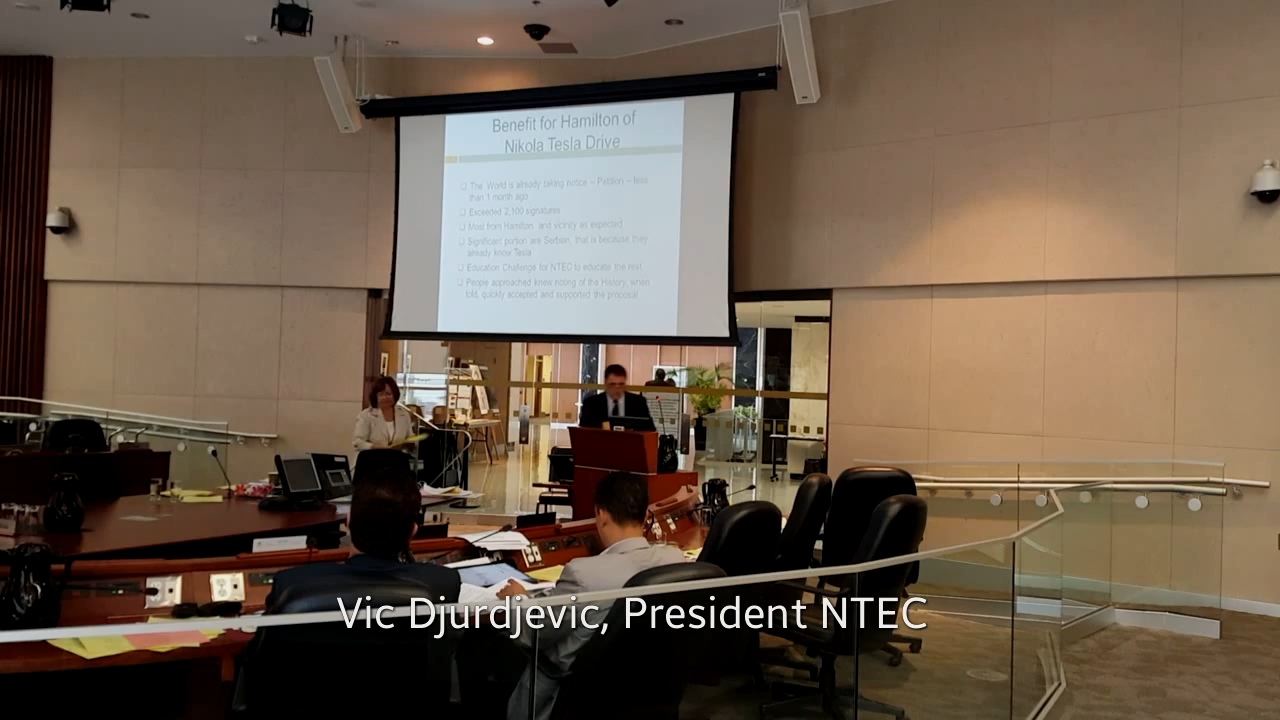 Benefit for Hamilton of
Nikola Tesla Drive
The World is already taking notice – Petition – less
than 1 month ago
Exceeded 2,100 signatures
Most from Hamilton and vicinity as expected
Significant portion are Serbian, that is because they
already know Tesla
Education Challenge for NTEC to educate the rest
People approached knew noting of the History, when
told, quickly accepted and supported the proposal
Vic Djurdjevic, President NTEC